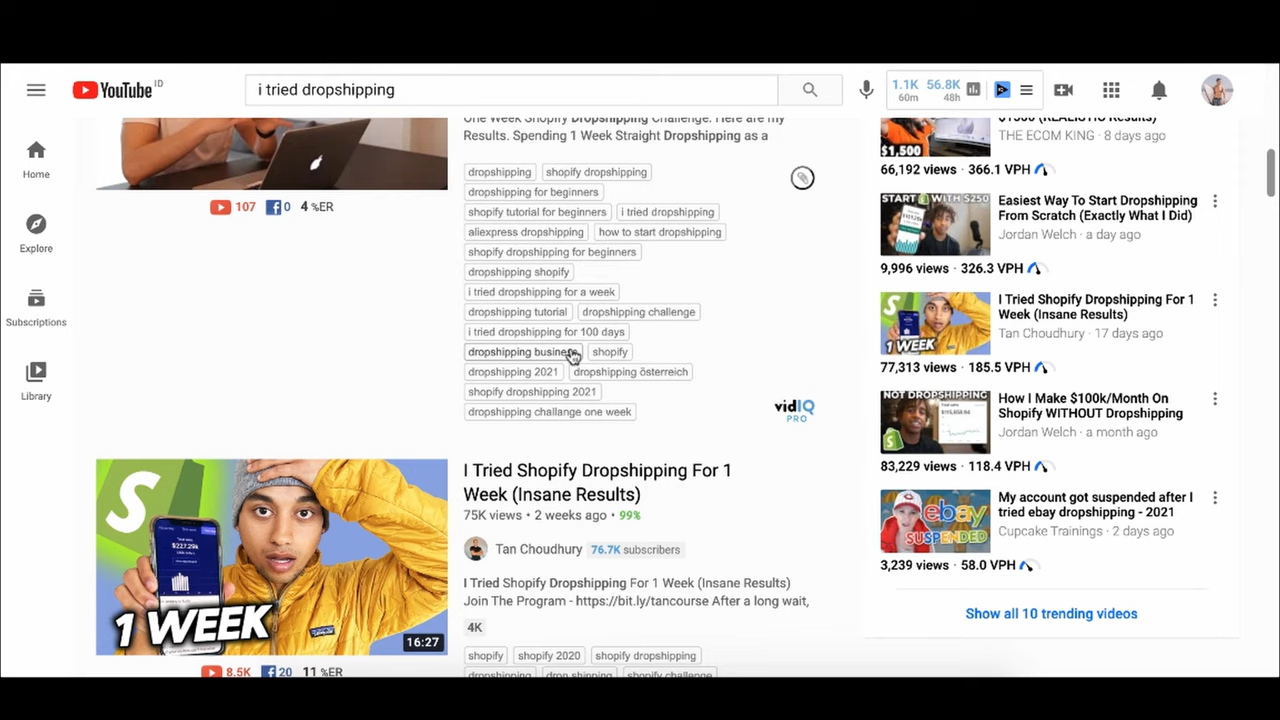 YouTube ID
i tried dropshipping
1.1K 56.8K
60m 48h
Home
Explore
Subscriptions
Library
One Week Shopify Dropshipping Challenge. Here are my
Results. Spending 1 Week Straight Dropshipping as a
107 0 4 %ER
dropshipping shopify dropshipping
dropshipping for beginners
shopify tutorial for beginners i tried dropshipping
aliexpress dropshipping how to start dropshipping
shopify dropshipping for beginners
dropshipping shopify
i tried dropshipping for a week
dropshipping tutorial dropshipping challenge
i tried dropshipping for 100 days
dropshipping business shopify
dropshipping 2021 dropshipping österreich
shopify dropshipping 2021
dropshipping challange one week
vidIQ
PRO
1 WEEK
16:27
8.5K 20 11 %ER
I Tried Shopify Dropshipping For 1
Week (Insane Results)
75K views • 2 weeks ago • 99%
Tan Choudhury 76.7K subscribers
I Tried Shopify Dropshipping For 1 Week (Insane Results)
Join The Program - https://bit.ly/tancourse After a long wait,
4K
shopify shopify 2020 shopify dropshipping
dropshipping drop shipping shopify challenge
$1,500
$1500 (REALISTIC Results)
THE ECOM KING · 8 days ago
66,192 views · 366.1 VPH
START WITH $250
Easiest Way To Start Dropshipping
From Scratch (Exactly What I Did)
Jordan Welch · a day ago
9,996 views · 326.3 VPH
1 WEEK
I Tried Shopify Dropshipping For 1
Week (Insane Results)
Tan Choudhury · 17 days ago
77,313 views · 185.5 VPH
NOT DROPSHIPPING
How I Make $100k/Month On
Shopify WITHOUT Dropshipping
Jordan Welch · a month ago
83,229 views · 118.4 VPH
ebay
SUSPENDED
My account got suspended after I
tried ebay dropshipping - 2021
Cupcake Trainings · 2 days ago
3,239 views · 58.0 VPH
Show all 10 trending videos